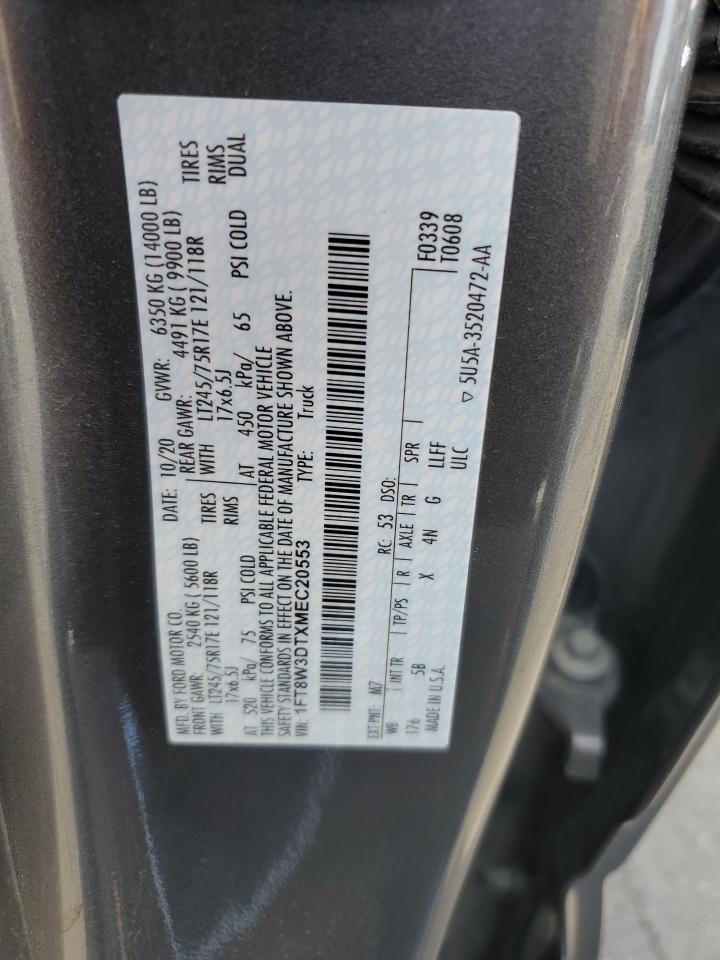 MFD. BY FORD MOTOR CO. DATE: 10/20 GVWR: 6350 KG (14000 LB)
FRONT GAWR: 2540 KG ( 5600 LB) REAR GAWR: 4491 KG ( 9900 LB)
WITH LT245/75R17E 121/118R TIRES WITH LT245/75R17E 121/118R TIRES
17x6.5J RIMS 17x6.5J RIMS
AT 520 kPa/ 75 PSI COLD AT 450 kPa/ 65 PSI COLD DUAL
THIS VEHICLE CONFORMS TO ALL APPLICABLE FEDERAL MOTOR VEHICLE
SAFETY STANDARDS IN EFFECT ON THE DATE OF MANUFACTURE SHOWN ABOVE.
VIN: 1FT8W3DTXMEC20553 TYPE: Truck
EXT PNT: M7 RC: 53 DSO: F0339
WB INT TR TP/PS R AXLE TR SPR T0608
176 5B X 4N G LLFF
MADE IN U.S.A. ULC
▽ 5U5A-3520472-AA